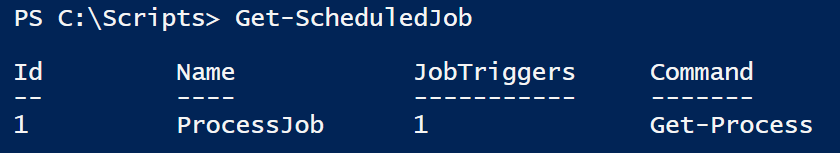 PS C:\Scripts> Get-ScheduledJob
Id         Name            JobTriggers     Command
--         ----            -----------     -------
1          ProcessJob      1               Get-Process